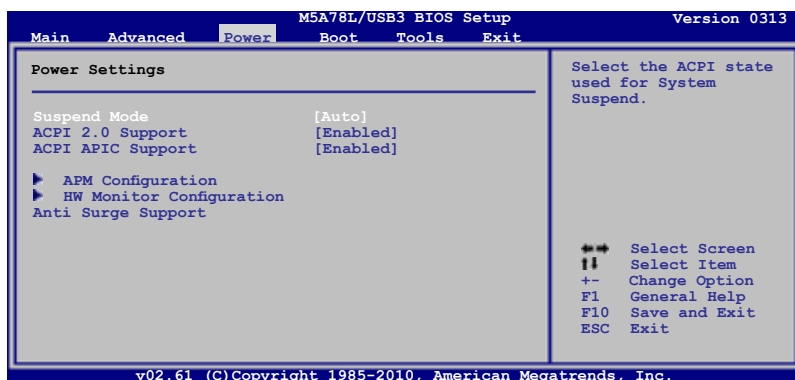 M5A78L/USB3 BIOS Setup Version 0313
Main Advanced Power Boot Tools Exit
Power Settings
Suspend Mode [Auto]
ACPI 2.0 Support [Enabled]
ACPI APIC Support [Enabled]
APM Configuration
HW Monitor Configuration
Anti Surge Support
Select the ACPI state
used for System
Suspend.
Select Screen
Select Item
+- Change Option
F1 General Help
F10 Save and Exit
ESC Exit
v02.61 (C)Copyright 1985-2010, American Megatrends, Inc.